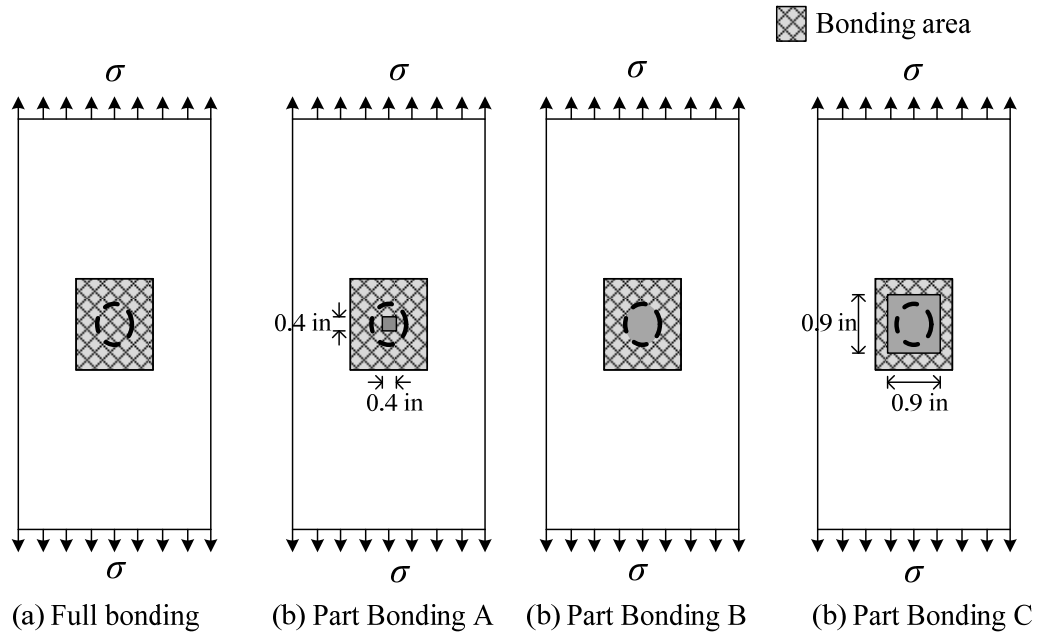 Bonding area
σ σ σ σ
0.4 in
0.4 in
0.9 in
0.9 in
σ σ σ σ
(a) Full bonding (b) Part Bonding A (b) Part Bonding B (b) Part Bonding C